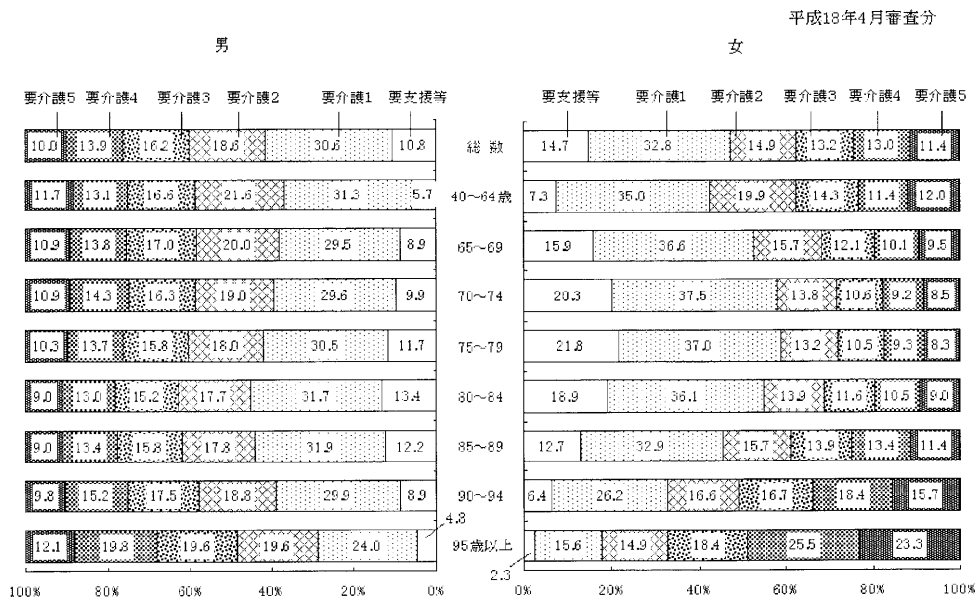 平成18年4月審査分
男
女
要介護5 要介護4 要介護3 要介護2 要介護1 要支援等
要支援等 要介護1 要介護2 要介護3 要介護4 要介護5
10.0 13.9 16.2 18.6 30.6 10.8 総数 14.7 32.8 14.9 13.2 13.0 11.4
11.7 13.1 16.6 21.6 31.3 5.7 40～64歳 7.3 35.0 19.9 14.3 11.4 12.0
10.9 13.8 17.0 20.0 29.5 8.9 65～69 15.9 36.6 15.7 12.1 10.1 9.5
10.9 14.3 16.3 19.0 29.6 9.9 70～74 20.3 37.5 13.8 10.6 9.2 8.5
10.3 13.7 15.8 18.0 30.5 11.7 75～79 21.8 37.0 13.2 10.5 9.3 8.3
9.0 13.0 15.2 17.7 31.7 13.4 80～84 18.9 36.1 13.9 11.6 10.5 9.0
9.0 13.4 15.8 17.8 31.9 12.2 85～89 12.7 32.9 15.7 13.9 13.4 11.4
9.8 15.2 17.5 18.8 29.9 8.9 90～94 6.4 26.2 16.6 16.7 18.4 15.7
4.8
12.1 19.8 19.6 19.6 24.0 95歳以上 15.6 14.9 18.4 25.5 23.3
2.3
100% 80% 60% 40% 20% 0% 0% 20% 40% 60% 80% 100%